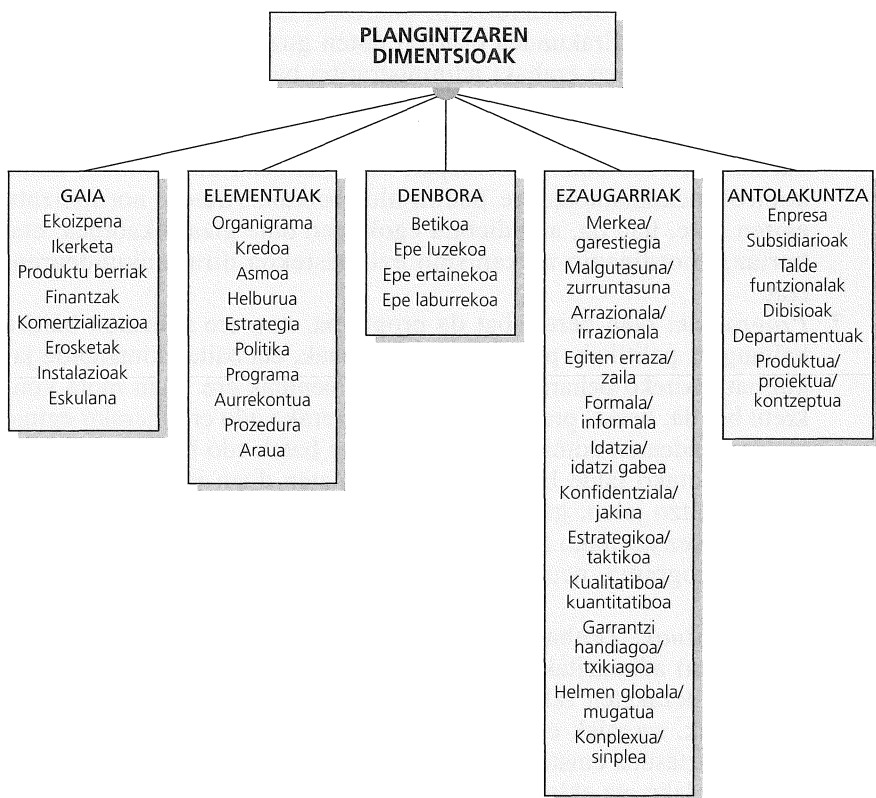 PLANGINTZAREN
DIMENTSIOAK
GAIA
Ekoizpena
Ikerketa
Produktu berriak
Finantzak
Komertzializazioa
Erosketak
Instalazioak
Eskulana
ELEMENTUAK
Organigrama
Kredoa
Asmoa
Helburua
Estrategia
Politika
Programa
Aurrekontua
Prozedura
Araua
DENBORA
Betikoa
Epe luzekoa
Epe ertainekoa
Epe laburrekoa
EZAUGARRIAK
Merkea/
garestiegia
Malgutasuna/
zurruntasuna
Arrazionala/
irrazionala
Egiten erraza/
zaila
Formala/
informala
Idatzia/
idatzi gabea
Konfidentziala/
jakina
Estrategikoa/
taktikoa
Kualitatiboa/
kuantitatiboa
Garrantzi
handiagoa/
txikiagoa
Helmen globala/
mugatua
Konplexua/
sinplea
ANTOLAKUNTZA
Enpresa
Subsidiarioak
Talde
funtzionalak
Dibisioak
Departamentuak
Produktua/
proiektua/
kontzeptua